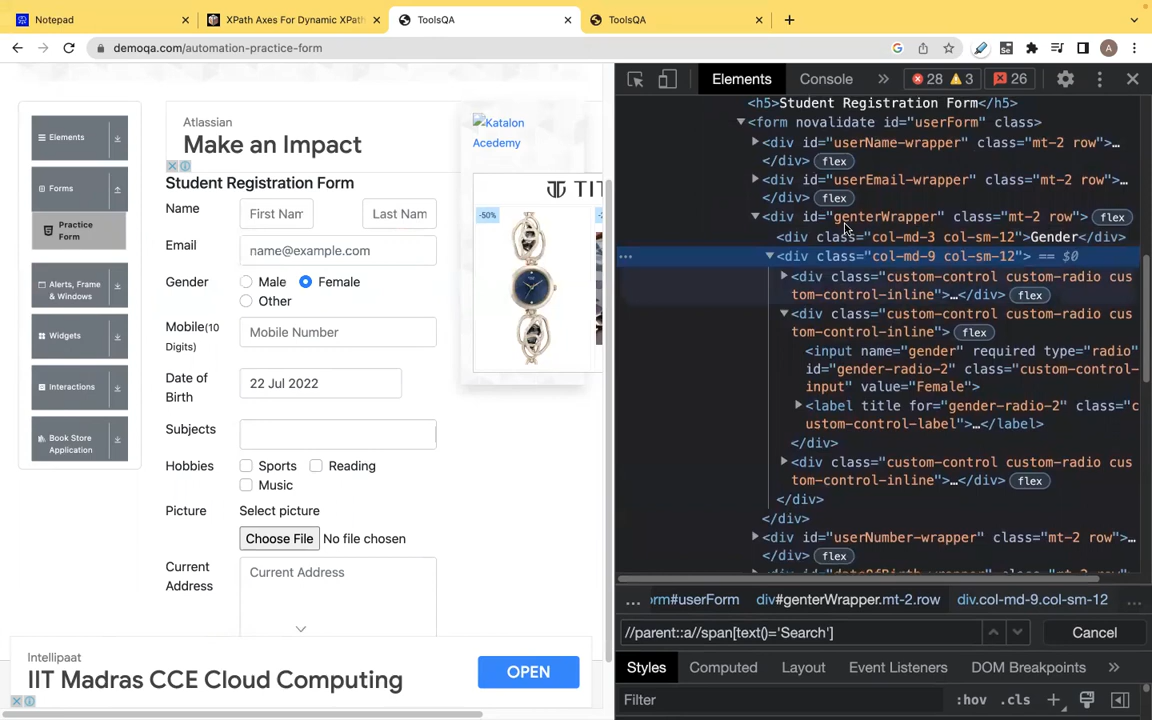 Notepad
XPath Axes For Dynamic XPath
ToolsQA
ToolsQA
demoqa.com/automation-practice-form
A
Elements
Forms
Practice
Form
Alerts, Frame
& Windows
Widgets
Interactions
Book Store
Application
Atlassian
Make an Impact
Student Registration Form
Name
First Nam
Last Nam
Email
name@example.com
Gender
Male
Female
Other
Mobile(10
Digits)
Mobile Number
Date of
Birth
22 Jul 2022
Subjects
Hobbies
Sports
Reading
Music
Picture
Select picture
Choose File No file chosen
Current
Address
Current Address
Katalon
Acedemy
TIT
-50%
Intellipaat
IIT Madras CCE Cloud Computing
OPEN
Elements
Console
28
3
26
<h5>Student Registration Form</h5>
<form novalidate id="userForm" class>
<div id="userName-wrapper" class="mt-2 row">…
</div> flex
<div id="userEmail-wrapper" class="mt-2 row">…
</div> flex
<div id="genterWrapper" class="mt-2 row"> flex
<div class="col-md-3 col-sm-12">Gender</div>
<div class="col-md-9 col-sm-12"> == $0
<div class="custom-control custom-radio cus
tom-control-inline">…</div> flex
<div class="custom-control custom-radio cus
tom-control-inline"> flex
<input name="gender" required type="radio"
id="gender-radio-2" class="custom-control-
input" value="Female">
<label title for="gender-radio-2" class="c
ustom-control-label">…</label>
</div>
<div class="custom-control custom-radio cus
tom-control-inline">…</div> flex
</div>
</div>
<div id="userNumber-wrapper" class="mt-2 row">…
</div> flex
… orm#userForm div#genterWrapper.mt-2.row div.col-md-9.col-sm-12 …
//parent::a//span[text()='Search']
Cancel
Styles
Computed
Layout
Event Listeners
DOM Breakpoints
Filter
:hov
.cls